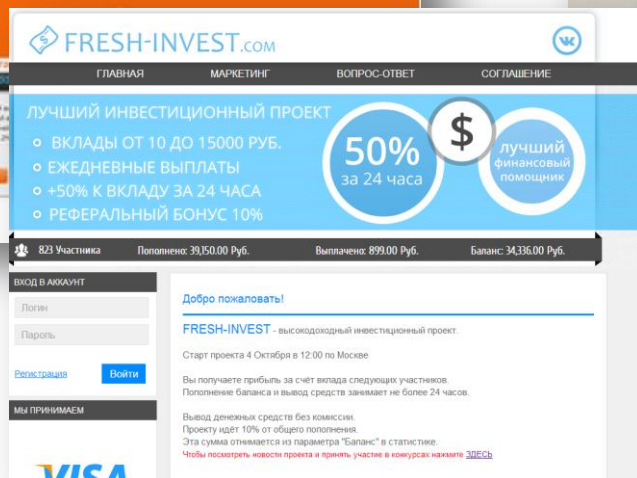 FRESH-INVEST.COM
ГЛАВНАЯ МАРКЕТИНГ ВОПРОС-ОТВЕТ СОГЛАШЕНИЕ
ЛУЧШИЙ ИНВЕСТИЦИОННЫЙ ПРОЕКТ
ВКЛАДЫ ОТ 10 ДО 15000 РУБ.
ЕЖЕДНЕВНЫЕ ВЫПЛАТЫ
+50% К ВКЛАДУ ЗА 24 ЧАСА
РЕФЕРАЛЬНЫЙ БОНУС 10%
50%
за 24 часа
$
лучший
финансовый
помощник
823 Участника Пополнено: 39,150.00 Руб. Выплачено: 899.00 Руб. Баланс: 34,336.00 Руб.
ВХОД В АККАУНТ
Логин
Пароль
Регистрация Войти
МЫ ПРИНИМАЕМ
VISA
Добро пожаловать!
FRESH-INVEST - высокодоходный инвестиционный проект.
Старт проекта 4 Октября в 12:00 по Москве
Вы получаете прибыль за счёт вклада следующих участников.
Пополнение баланса и вывод средств занимает не более 24 часов.
Вывод денежных средств без комиссии.
Проекту идёт 10% от общего пополнения.
Эта сумма отнимается из параметра "Баланс" в статистике.
Чтобы посмотреть новости проекта и принять участие в конкурсах нажмите ЗДЕСЬ